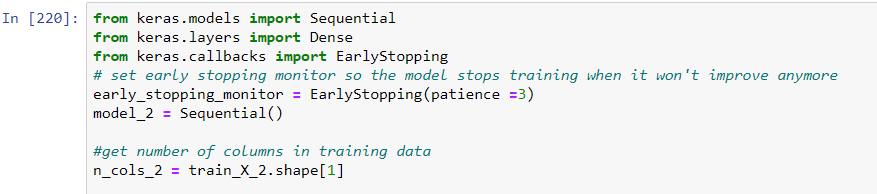 In [220]: from keras.models import Sequential
from keras.layers import Dense
from keras.callbacks import EarlyStopping
# set early stopping monitor so the model stops training when it won't improve anymore
early_stopping_monitor = EarlyStopping(patience =3)
model_2 = Sequential()
#get number of columns in training data
n_cols_2 = train_X_2.shape[1]